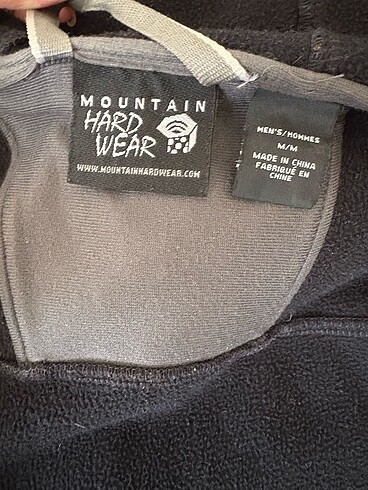 MOUNTAIN
HARD
WEAR
WWW.MOUNTAINHARDWEAR.COM
MEN'S/HOMMES
M/M
MADE IN CHINA
FABRIQUÉ EN
CHINE